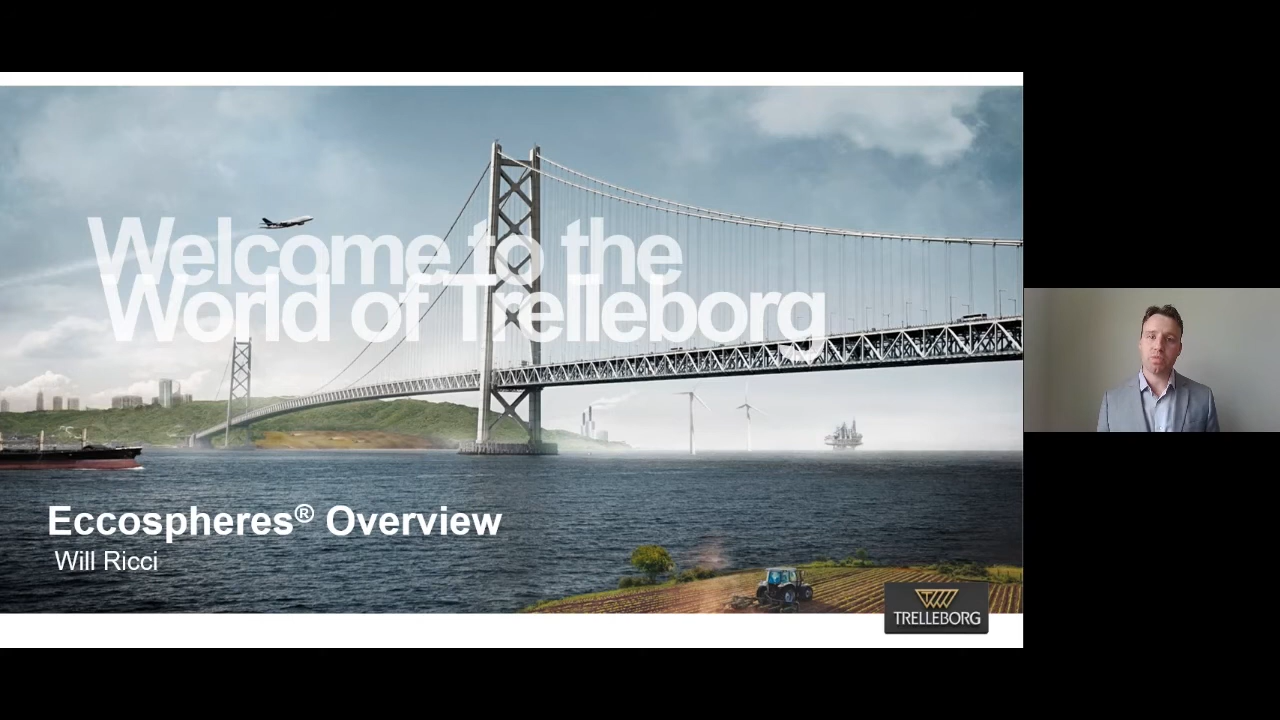 Welcome to the
World of Trelleborg
Eccospheres® Overview
Will Ricci
TRELLEBORG